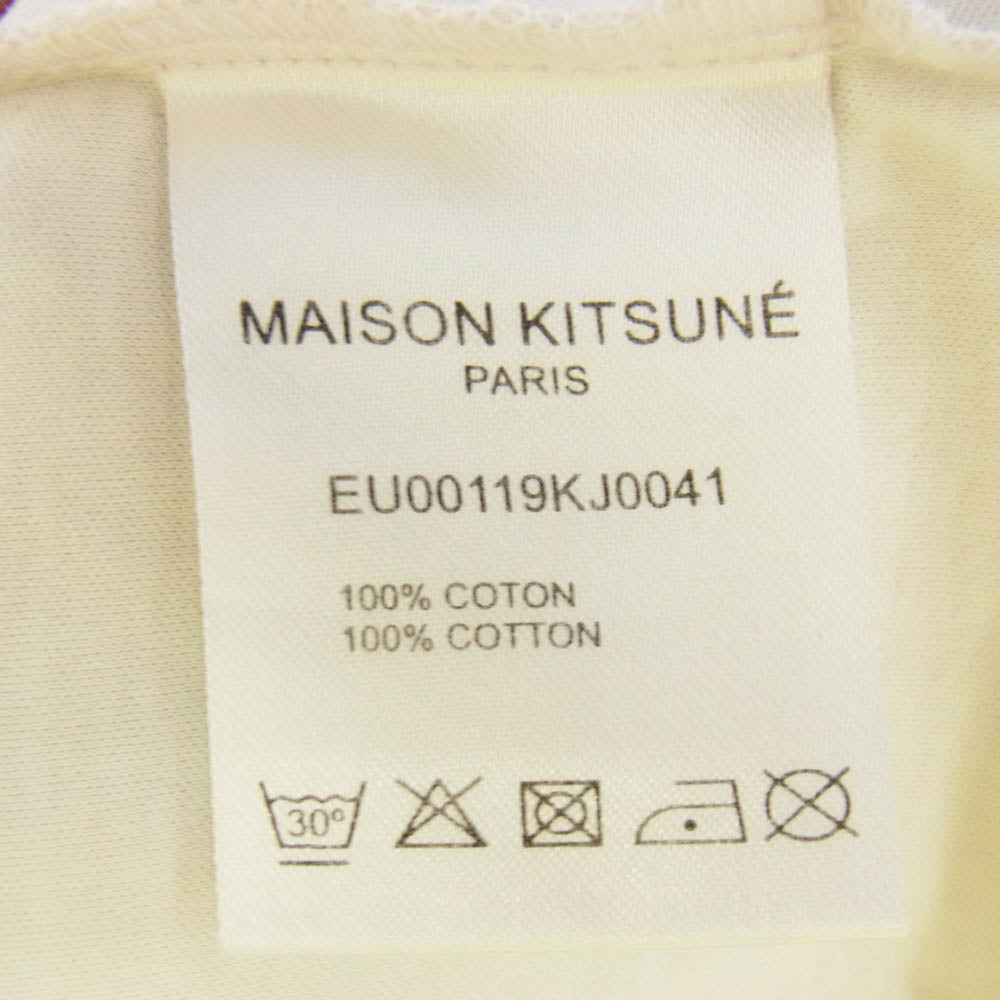 MAISON KITSUNÉ
PARIS
EU00119KJ0041
100% COTON
100% COTTON
30°